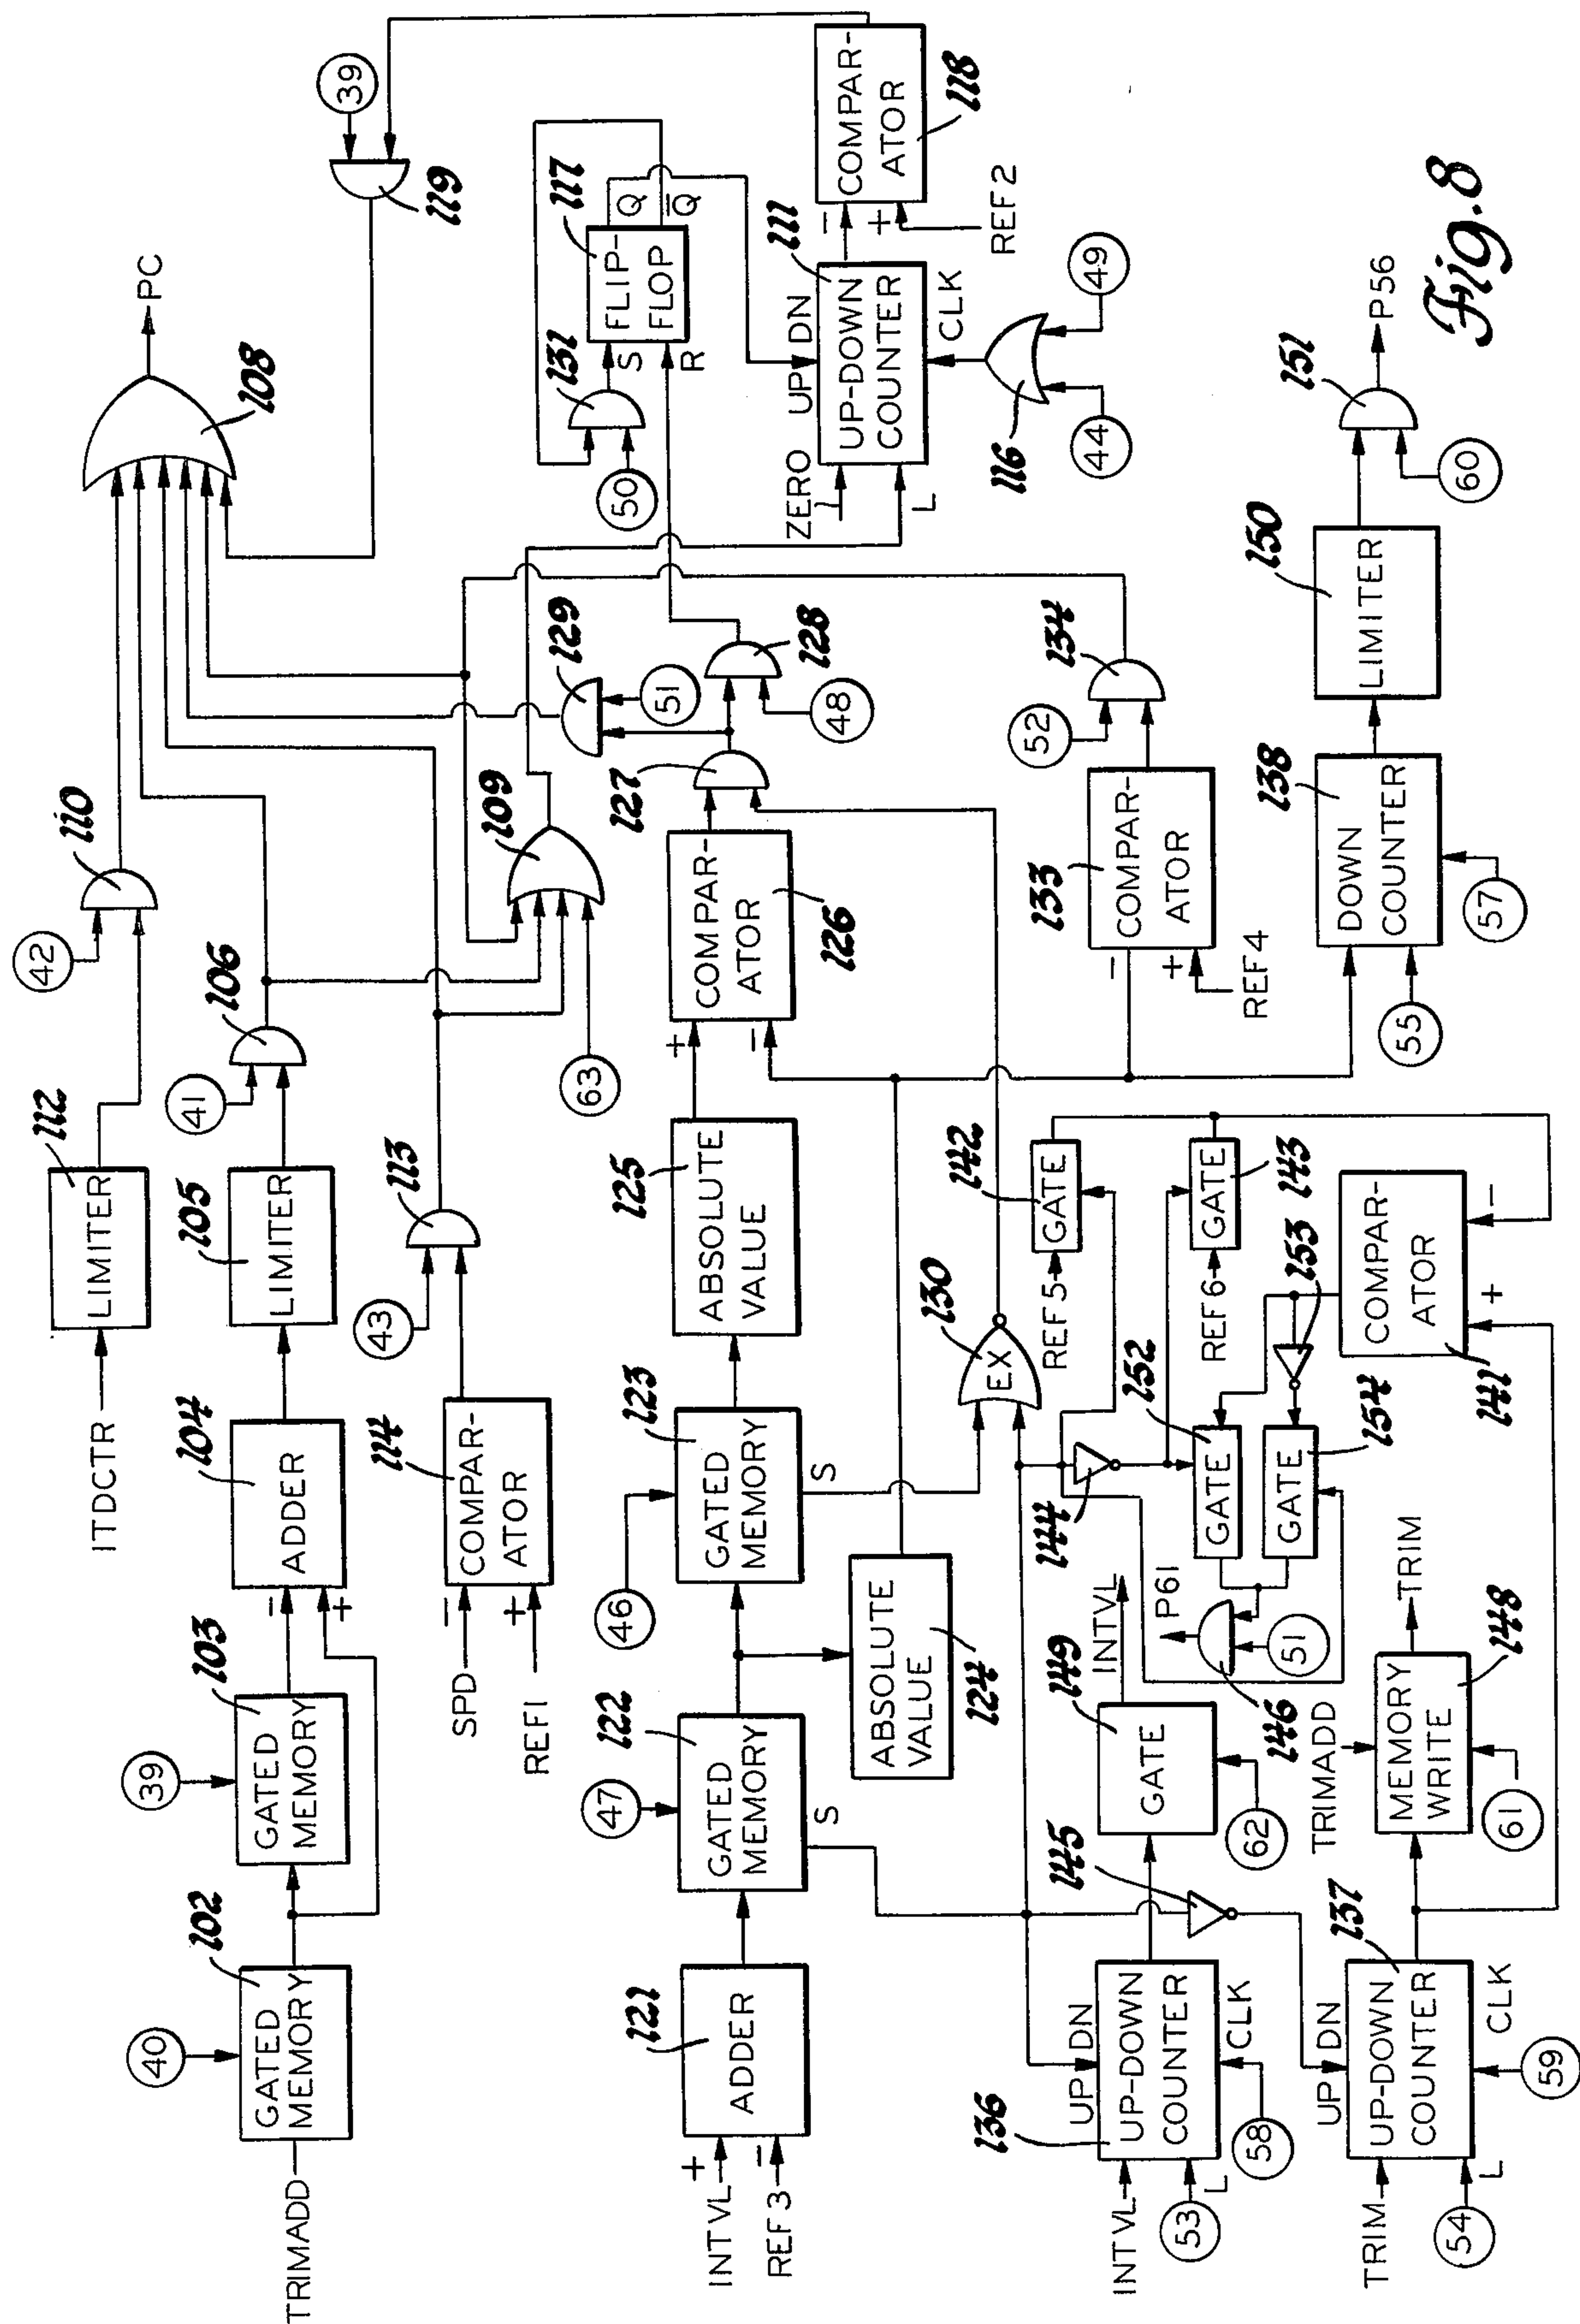 TRIMADD
40
GATED
MEMORY
102
39
GATED
MEMORY
103
-
+
ADDER
104
LIMITER
105
41
106
ITDCTR
LIMITER
112
42
110
108
PC
39
119
SPD
-
REF1
+
COMPAR-
ATOR
114
43
113
63
109
INTVL
+
REF 3
-
ADDER
121
47
GATED
MEMORY
122
S
46
GATED
MEMORY
123
S
ABSOLUTE
VALUE
124
ABSOLUTE
VALUE
125
+
-
COMPAR-
ATOR
126
127
129
51
128
48
EX
130
131
50
S
R
FLIP-
FLOP
117
Q
Q̅
ZERO
L
UP DN
UP-DOWN
COUNTER
111
CLK
116
44
49
-
+
REF 2
COMPAR-
ATOR
118
-
+
REF4
COMPAR-
ATOR
133
52
134
INTVL
53
L
UP DN
UP-DOWN
COUNTER
136
CLK
58
145
GATE
149
INTVL
62
144
REF 5
GATE
142
REF 6
GATE
143
GATE
152
GATE
154
153
P61
51
146
COMPAR-
ATOR
141
+
-
TRIM
54
L
UP DN
UP-DOWN
COUNTER
137
CLK
59
TRIMADD
MEMORY
WRITE
148
61
TRIM
55
57
DOWN
COUNTER
138
LIMITER
150
60
151
P56
Fig. 8